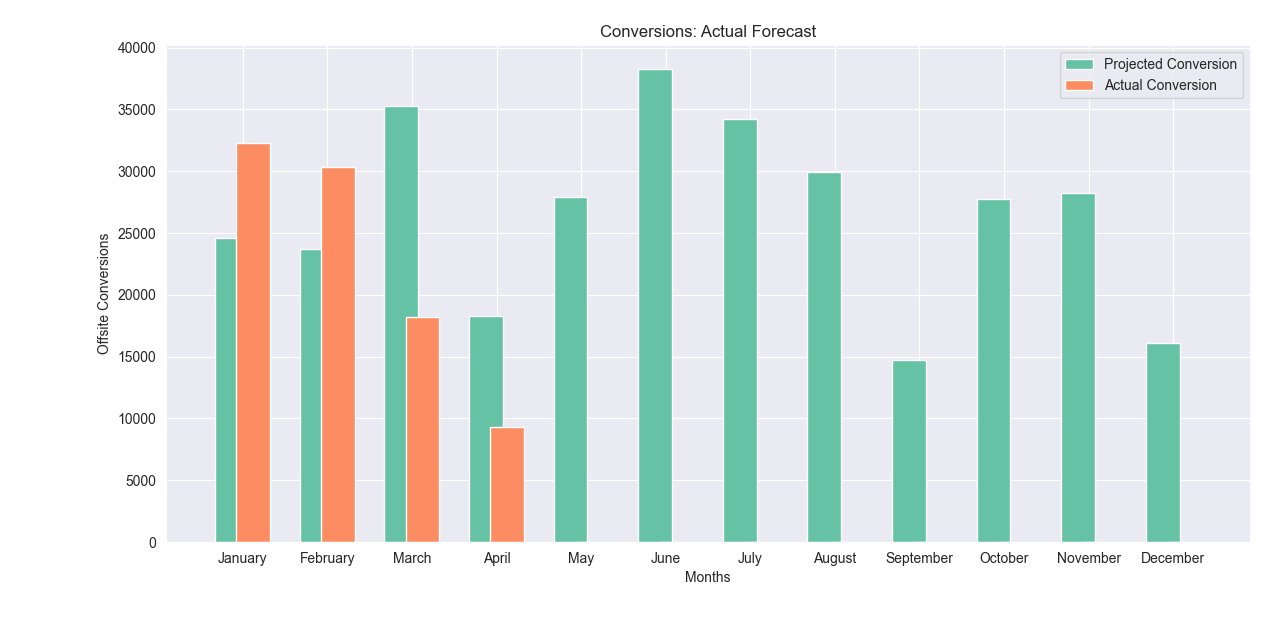 Conversions: Actual Forecast
Projected Conversion
Actual Conversion
Offsite Conversions
40000
35000
30000
25000
20000
15000
10000
5000
0
January February March April May June July August September October November December
Months